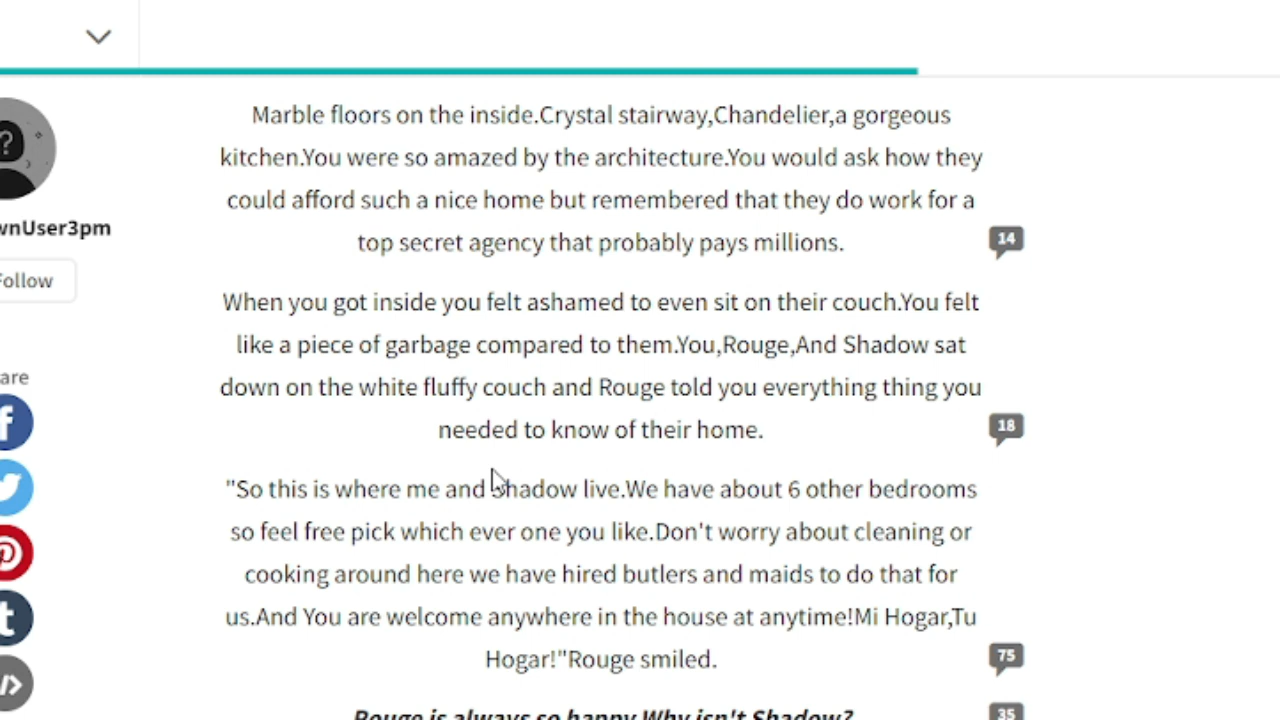 Marble floors on the inside.Crystal stairway,Chandelier,a gorgeous
kitchen.You were so amazed by the architecture.You would ask how they
could afford such a nice home but remembered that they do work for a
top secret agency that probably pays millions.
14
wnUser3pm
Follow
When you got inside you felt ashamed to even sit on their couch.You felt
like a piece of garbage compared to them.You,Rouge,And Shadow sat
down on the white fluffy couch and Rouge told you everything thing you
needed to know of their home.
18
are
"So this is where me and Shadow live.We have about 6 other bedrooms
so feel free pick which ever one you like.Don't worry about cleaning or
cooking around here we have hired butlers and maids to do that for
us.And You are welcome anywhere in the house at anytime!Mi Hogar,Tu
Hogar!"Rouge smiled.
75
Rouge is always so happy.Why isn't Shadow?
35